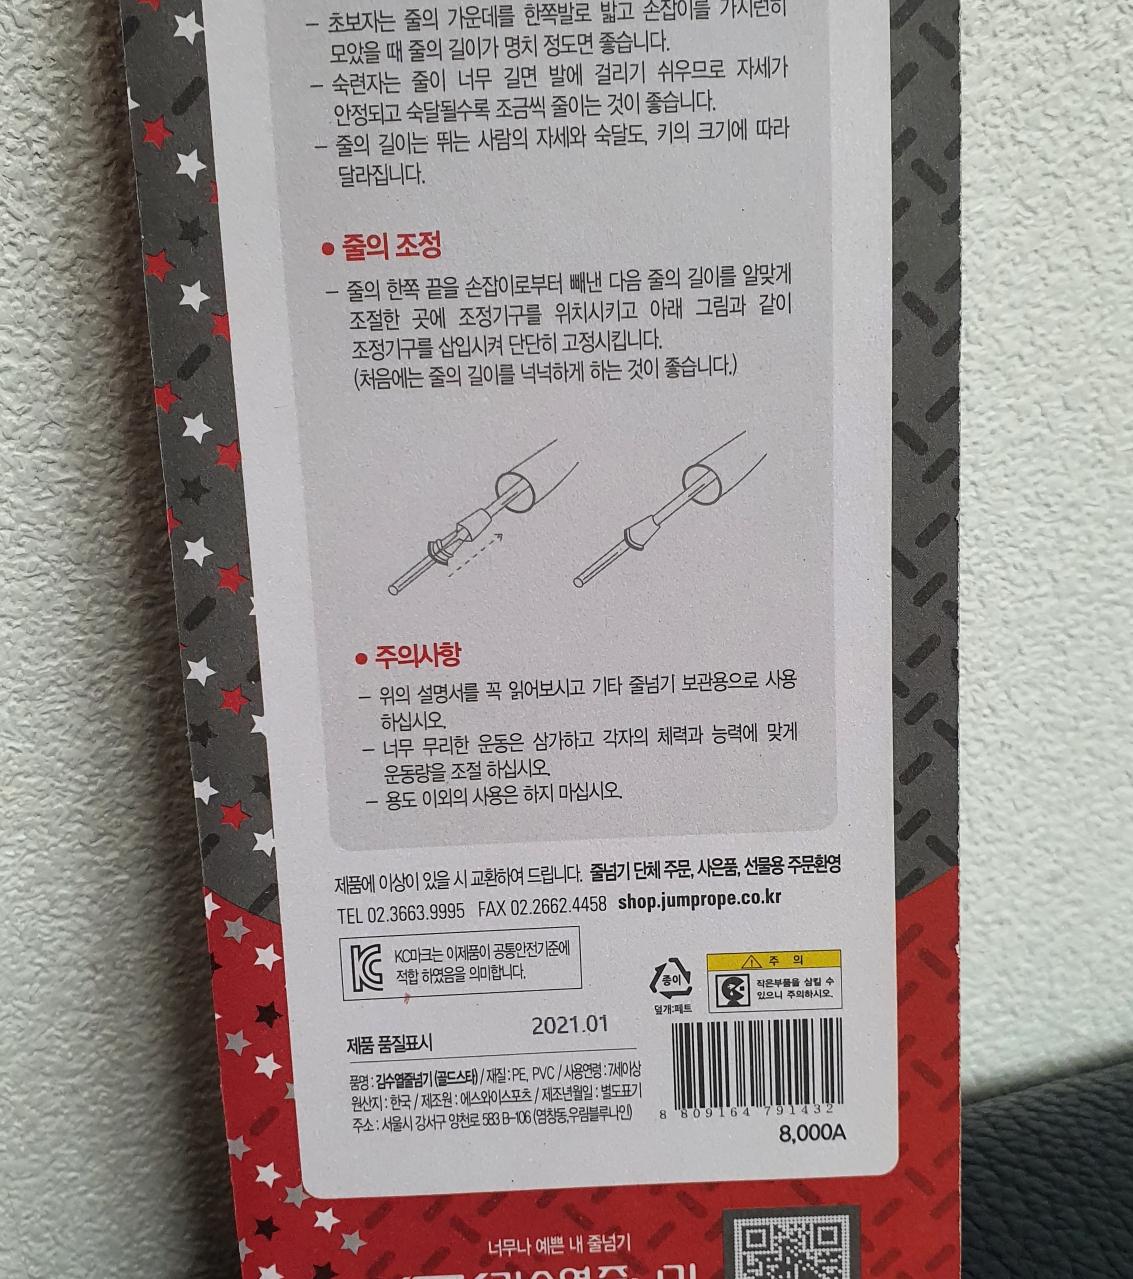 – 초보자는 줄의 가운데를 한쪽발로 밟고 손잡이를 가지런히
모았을 때 줄의 길이가 명치 정도면 좋습니다.
– 숙련자는 줄이 너무 길면 발에 걸리기 쉬우므로 자세가
안정되고 숙달될수록 조금씩 줄이는 것이 좋습니다.
– 줄의 길이는 뛰는 사람의 자세와 숙달도, 키의 크기에 따라
달라집니다.
• 줄의 조정
– 줄의 한쪽 끝을 손잡이로부터 빼낸 다음 줄의 길이를 알맞게
조절한 곳에 조정기구를 위치시키고 아래 그림과 같이
조정기구를 삽입시켜 단단히 고정시킵니다.
(처음에는 줄의 길이를 넉넉하게 하는 것이 좋습니다.)
• 주의사항
– 위의 설명서를 꼭 읽어보시고 기타 줄넘기 보관용으로 사용
하십시오.
– 너무 무리한 운동은 삼가하고 각자의 체력과 능력에 맞게
운동량을 조절 하십시오.
– 용도 이외의 사용은 하지 마십시오.
제품에 이상이 있을 시 교환하여 드립니다. 줄넘기 단체 주문, 사은품, 선물용 주문환영
TEL 02.3663.9995 FAX 02.2662.4458 shop.jumprope.co.kr
KC마크는 이제품이 공통안전기준에
적합 하였음을 의미합니다.
종이
덮개:페트
주 의
작은부품을 삼킬 수
있으니 주의하시오.
제품 품질표시
2021.01
품명 : 김수열줄넘기(골드스타) / 재질 : PE, PVC / 사용연령 : 7세이상
원산지 : 한국 / 제조원 : 에스와이스포츠 / 제조년월일 : 별도표기
주소 : 서울시 강서구 양천로 583 B-106 (염창동,우림블루나인)
8 809164 791432
8,000A
너무나 예쁜 내 줄넘기